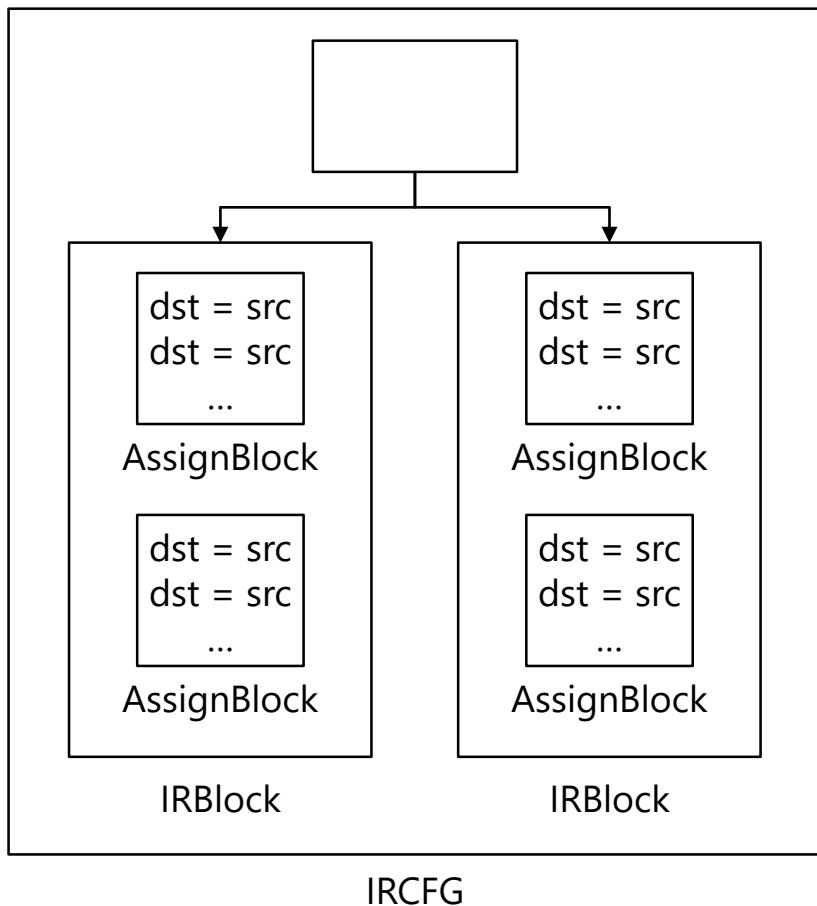 dst = src
dst = src
...
AssignBlock
dst = src
dst = src
...
AssignBlock
IRBlock
dst = src
dst = src
...
AssignBlock
dst = src
dst = src
...
AssignBlock
IRBlock
IRCFG